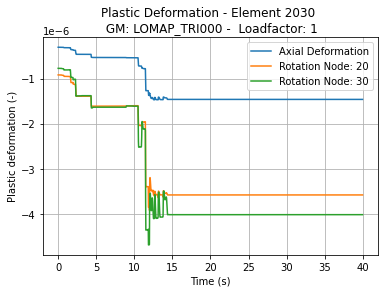 Plastic Deformation - Element 2030
GM: LOMAP_TRI000 -  Loadfactor: 1
1e−6
Axial Deformation
Rotation Node: 20
Rotation Node: 30
Plastic deformation (-)
−1
−2
−3
−4
0
5
10
15
20
25
30
35
40
Time (s)